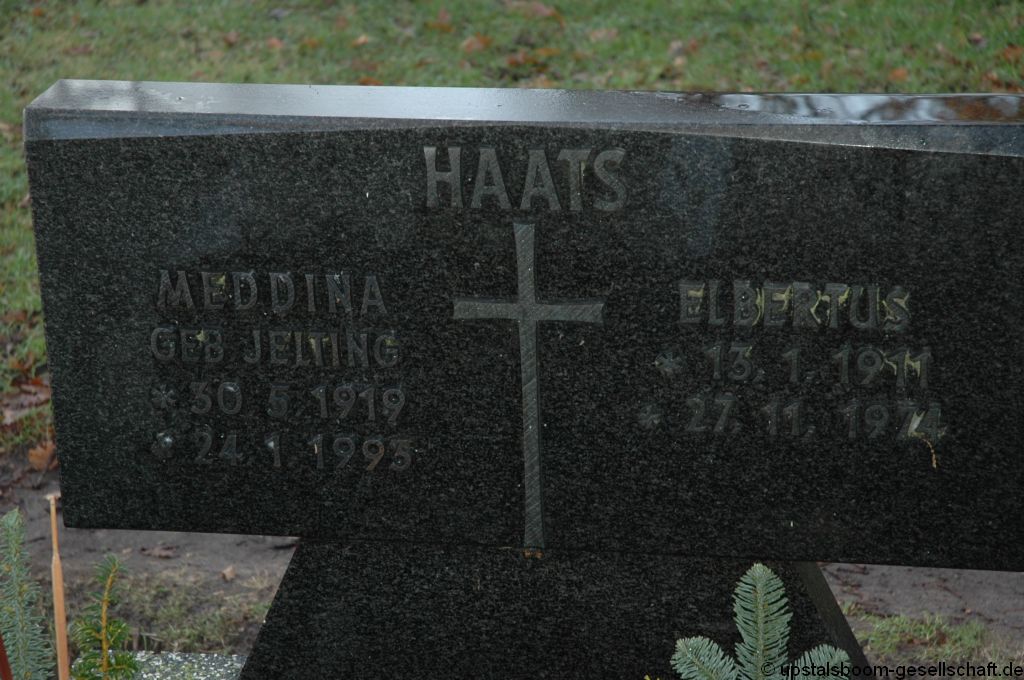 HAATS
MEDDINA
GEB JELTING
* 30. 5. 1919
* 24. 1. 1993
ELBERTUS
* 13. 1. 1911
* 27. 11. 1974
© upstalsboom-gesellschaft.de